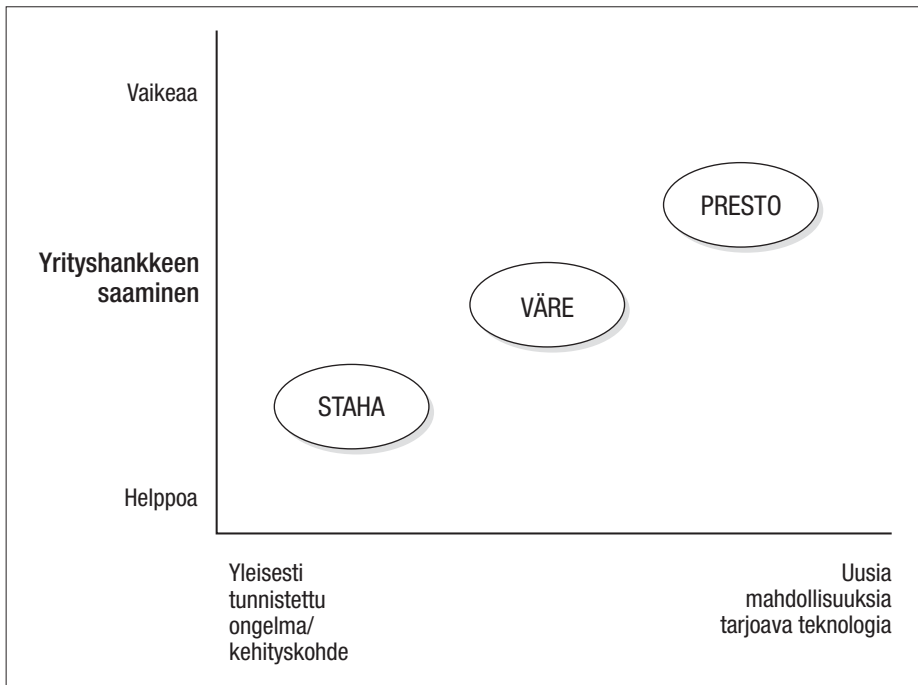 Vaikeaa
PRESTO
Yrityshankkeen
saaminen
VÄRE
STAHA
Helppoa
Yleisesti
tunnistettu
ongelma/
kehityskohde
Uusia
mahdollisuuksia
tarjoava teknologia